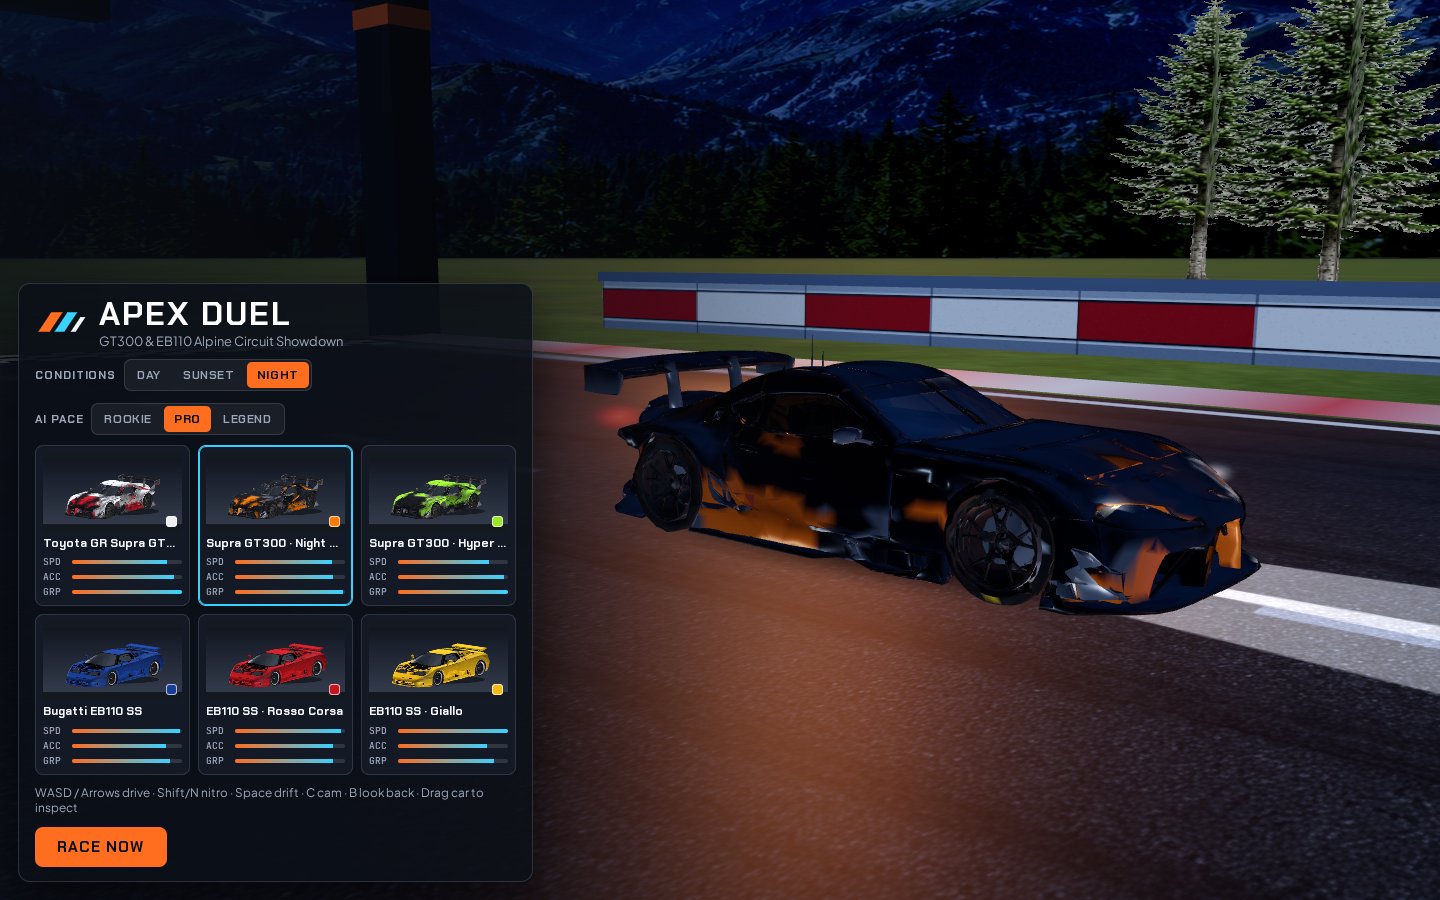 APEX DUEL
GT300 & EB110 Alpine Circuit Showdown
CONDITIONS DAY SUNSET NIGHT
AI PACE ROOKIE PRO LEGEND
Toyota GR Supra GT...
SPD
ACC
GRP
Supra GT300 · Night ...
SPD
ACC
GRP
Supra GT300 · Hyper ...
SPD
ACC
GRP
Bugatti EB110 SS
SPD
ACC
GRP
EB110 SS · Rosso Corsa
SPD
ACC
GRP
EB110 SS · Giallo
SPD
ACC
GRP
WASD / Arrows drive · Shift/N nitro · Space drift · C cam · B look back · Drag car to
inspect
RACE NOW